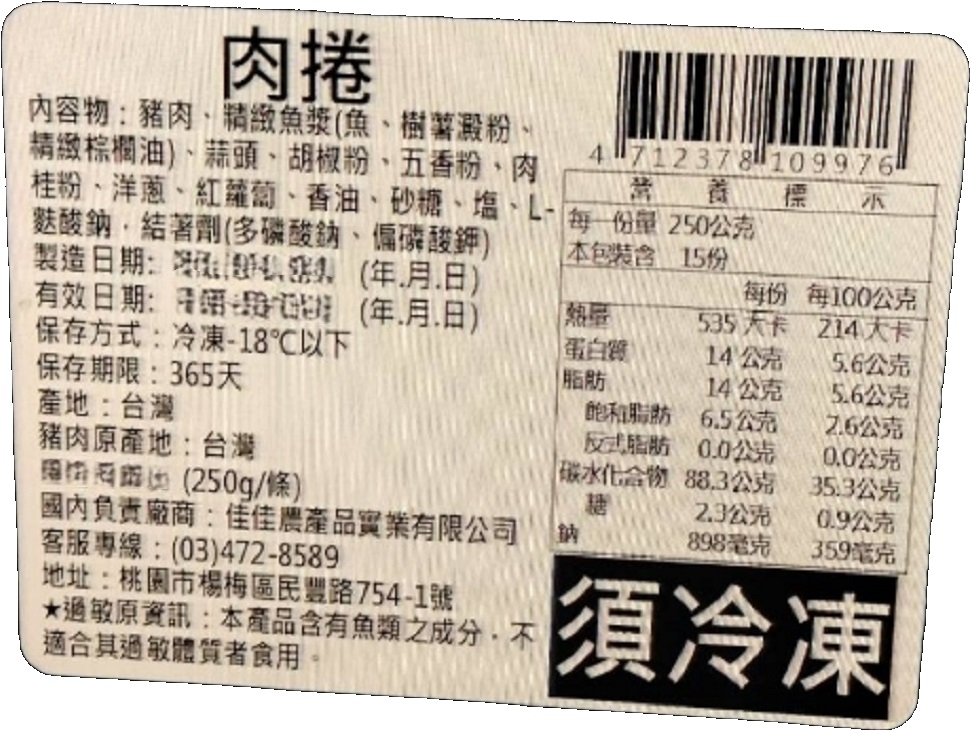 肉捲
內容物：豬肉、精緻魚漿(魚、樹薯澱粉、
精緻棕櫚油)、蒜頭、胡椒粉、五香粉、肉
桂粉、洋蔥、紅蘿蔔、香油、砂糖、塩、L-
麩酸鈉，結著劑(多磷酸鈉、偏磷酸鉀)
製造日期: (年.月.日)
有效日期: (年.月.日)
保存方式：冷凍-18℃以下
保存期限：365天
產地：台灣
豬肉原產地：台灣
(250g/條)
國內負責廠商：佳佳農產品實業有限公司
客服專線：(03)472-8589
地址：桃園市楊梅區民豐路754-1號
★過敏原資訊：本產品含有魚類之成分，不
適合其過敏體質者食用。
4 712378 109976
營養標示
每一份量 250公克
本包裝含 15份
每份 每100公克
熱量 535 大卡 214 大卡
蛋白質 14 公克 5.6公克
脂肪 14 公克 5.6公克
飽和脂肪 6.5公克 2.6公克
反式脂肪 0.0公克 0.0公克
碳水化合物 88.3公克 35.3公克
糖 2.3公克 0.9公克
鈉 898毫克 359毫克
須冷凍